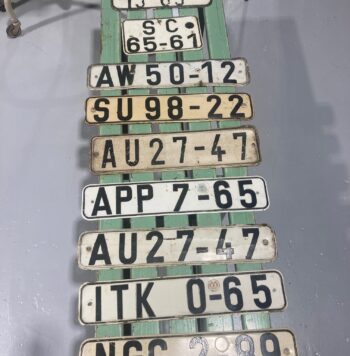 SC
65-61
AW 50-12
SU 98-22
AU 27-47
APP 7-65
AU 27-47
ITK 0-65